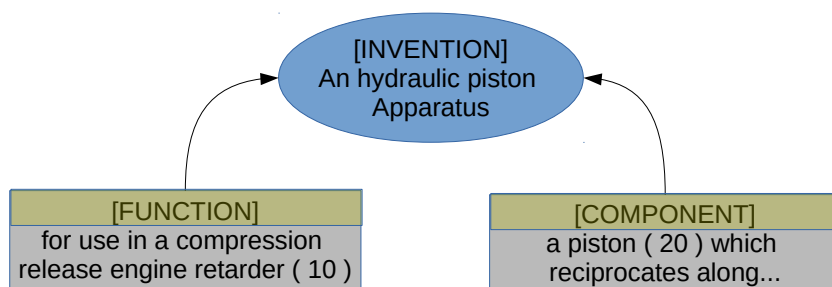 [INVENTION]
An hydraulic piston
Apparatus
[FUNCTION]
for use in a compression
release engine retarder ( 10 )
[COMPONENT]
a piston ( 20 ) which
reciprocates along...